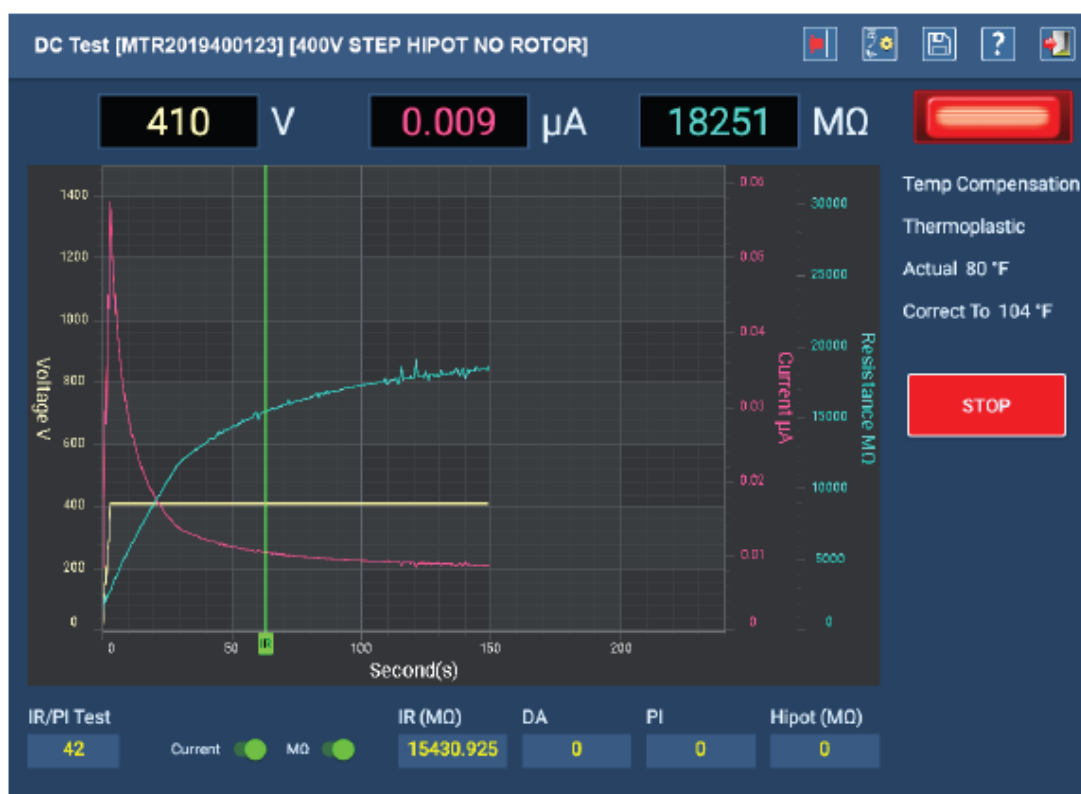 DC Test [MTR2019400123] [400V STEP HIPOT NO ROTOR]
?
410 V 0.009 µA 18251 MΩ
Temp Compensation
Thermoplastic
Actual 80 °F
Correct To 104 °F
STOP
Voltage V
1400
1200
1000
800
600
400
200
0
0.06
0.05
0.04
0.03
0.02
0.01
0
Current µA
30000
25000
20000
15000
10000
5000
0
Resistance MΩ
IR
0 50 100 150 200
Second(s)
IR/PI Test IR (MΩ) DA PI Hipot (MΩ)
42 Current MΩ 15430.925 0 0 0